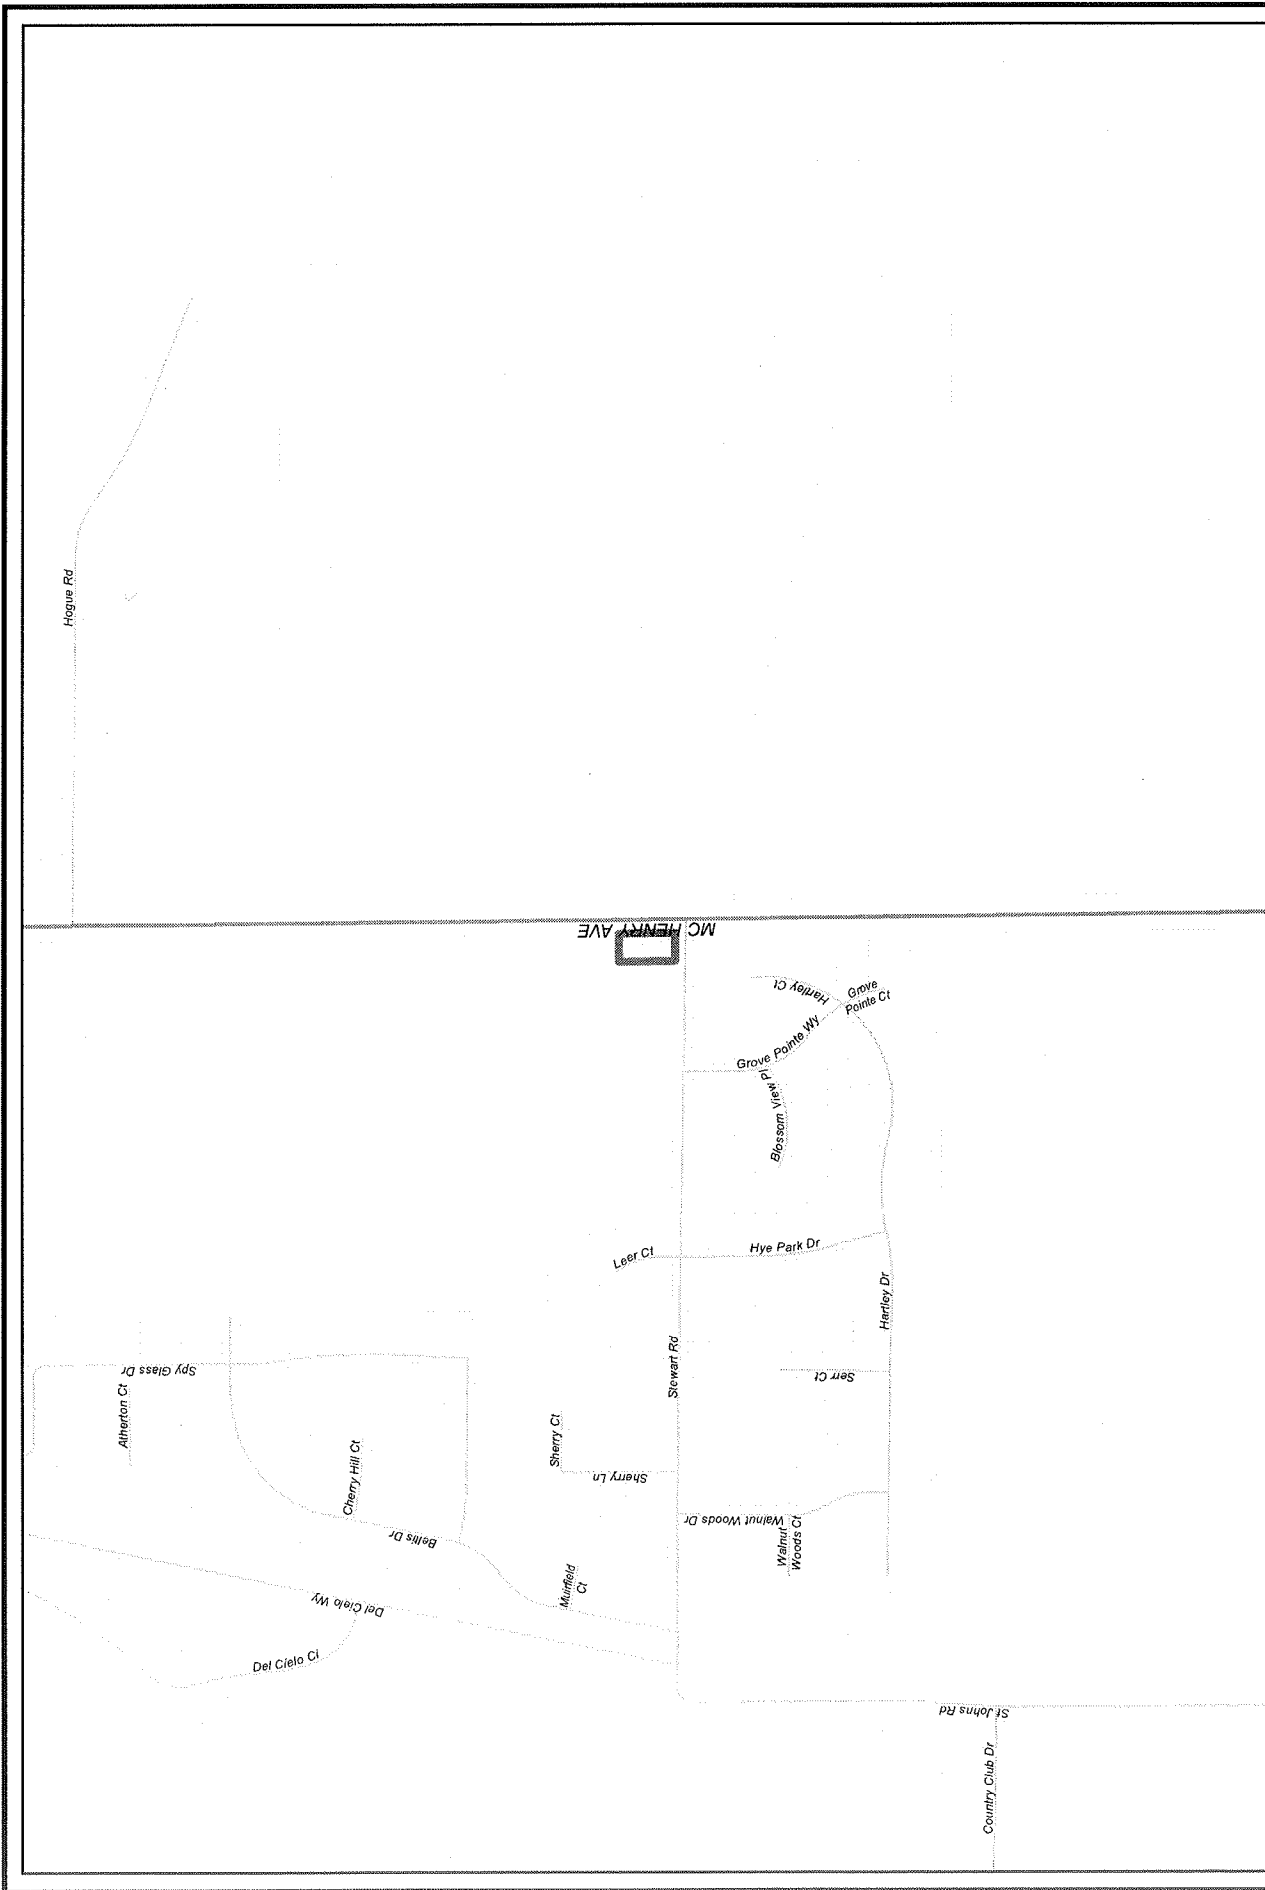 Hogue Rd
MC HENRY AVE
Hartley Ct
Grove
Pointe Ct
Grove Pointe Wy
Blossom View Pl
Leer Ct
Hye Park Dr
Hartley Dr
Stewart Rd
Spy Glass Dr
Atherton Ct
Serr Ct
Cherry Hill Ct
Sherry Ct
Sherry Ln
Walnut Woods Dr
Walnut
Woods Ct
Beltis Dr
Muirfield
Ct
Del Cielo Wy
Del Cielo Ci
St Johns Rd
Country Club Dr